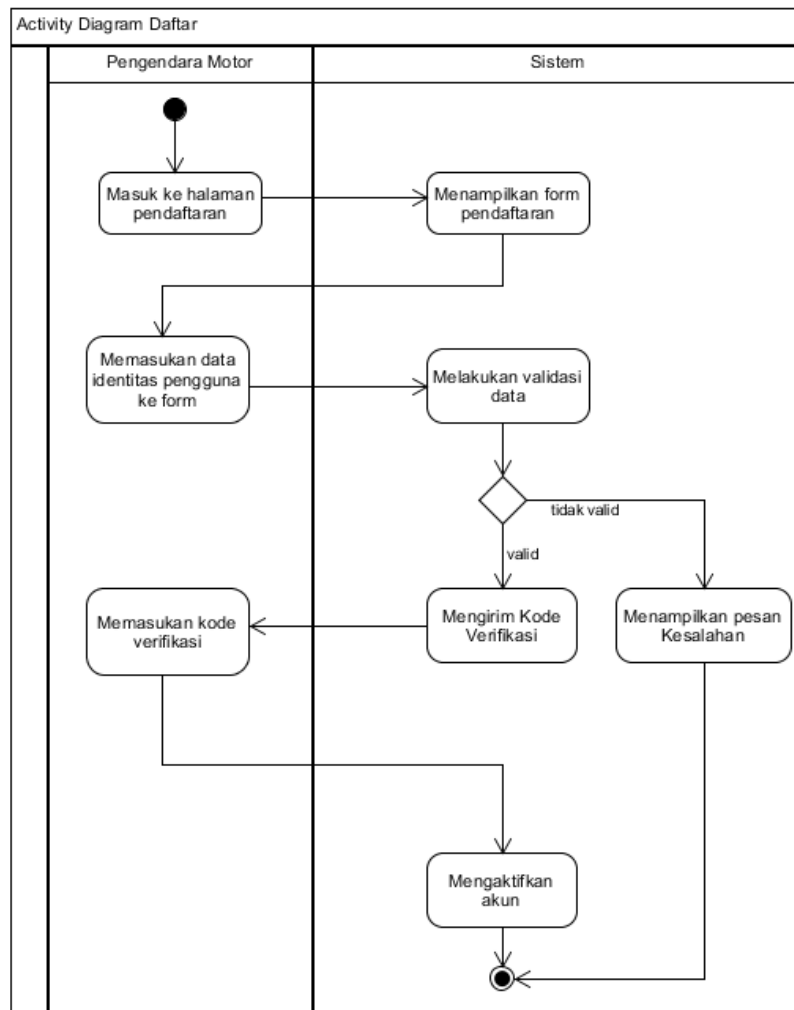 Activity Diagram Daftar
Pengendara Motor
Sistem
Masuk ke halaman
pendaftaran
Menampilkan form
pendaftaran
Memasukan data
identitas pengguna
ke form
Melakukan validasi
data
tidak valid
valid
Memasukan kode
verifikasi
Mengirim Kode
Verifikasi
Menampilkan pesan
Kesalahan
Mengaktifkan
akun